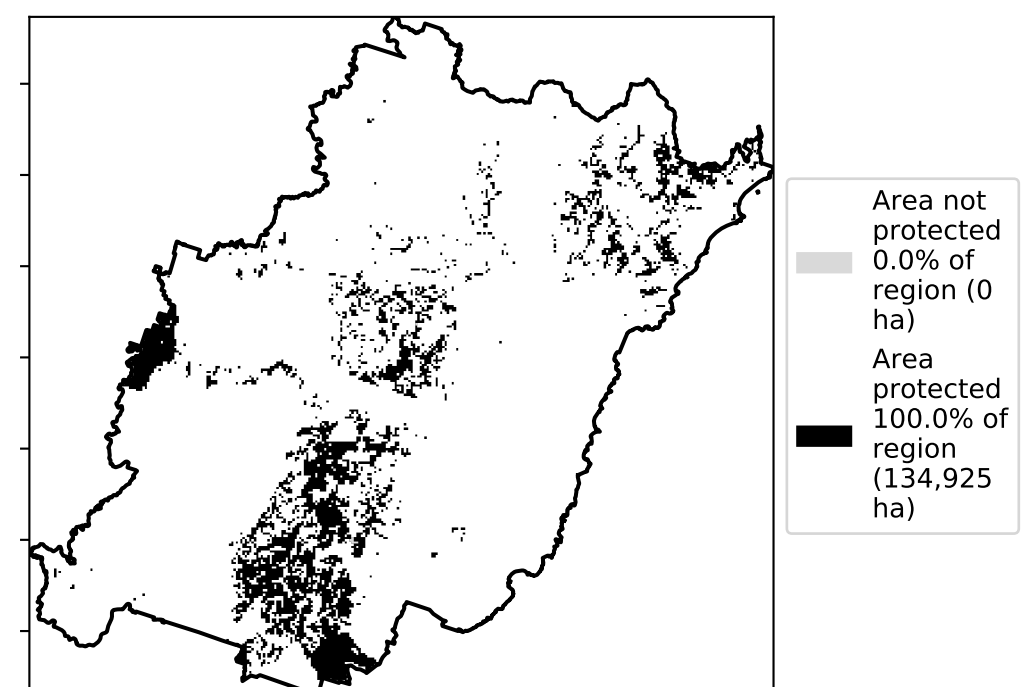 Area not
protected
0.0% of
region (0
ha)
Area
protected
100.0% of
region
(134,925
ha)